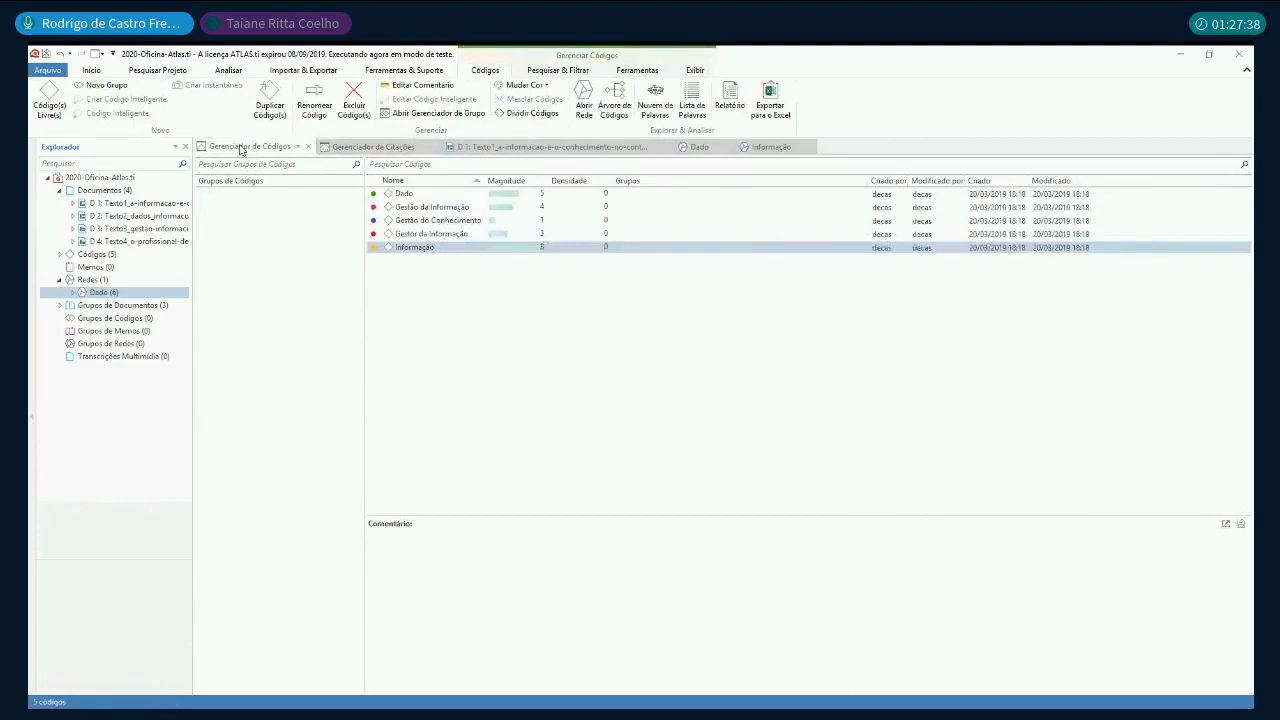 Rodrigo de Castro Fre...
Taiane Ritta Coelho
01:27:38
2020-Oficina-Atlas.ti - A licença ATLAS.ti expirou 08/09/2019. Executando agora em modo de teste.
Gerenciar Códigos
Arquivo Início Pesquisar Projeto Analisar Importar & Exportar Ferramentas & Suporte Códigos Pesquisar & Filtrar Ferramentas Exibir
Código(s) Livre(s)
Novo Grupo
Criar Código Inteligente
Código Inteligente
Criar Instantâneo
Novo
Duplicar Código(s)
Renomear Código
Excluir Código(s)
Editar Comentário
Editar Código Inteligente
Abrir Gerenciador de Grupo
Mudar Cor
Mesclar Códigos
Dividir Códigos
Gerenciar
Abrir Rede
Árvore de Códigos
Nuvem de Palavras
Lista de Palavras
Relatório
Exportar para o Excel
Explorar & Analisar
Explorador
Pesquisar
2020-Oficina-Atlas.ti
Documentos (4)
D 1: Texto1_a-informacao-e-c
D 2: Texto2_dados_informaco
D 3: Texto3_gestao-informaci
D 4: Texto4_o-profissional-de
Códigos (5)
Memos (0)
Redes (1)
Dado (6)
Grupos de Documentos (3)
Grupos de Códigos (0)
Grupos de Memos (0)
Grupos de Redes (0)
Transcrições Multimídia (0)
Gerenciador de Códigos
Gerenciador de Citações
D 1: Texto1_a-informacao-e-o-conhecimento-no-cont...
Dado
Informação
Pesquisar Grupos de Códigos
Grupos de Códigos
Pesquisar Códigos
Nome Magnitude Densidade Grupos Criado por Modificado por Criado Modificado
Dado 5 0 decas decas 20/03/2019 18:18 20/03/2019 18:18
Gestão da Informação 4 0 decas decas 20/03/2019 18:18 20/03/2019 18:18
Gestão do Conhecimento 1 0 decas decas 20/03/2019 18:18 20/03/2019 18:18
Gestor da Informação 3 0 decas decas 20/03/2019 18:18 20/03/2019 18:18
Informação 8 0 decas decas 20/03/2019 18:18 20/03/2019 18:18
Comentário:
5 códigos